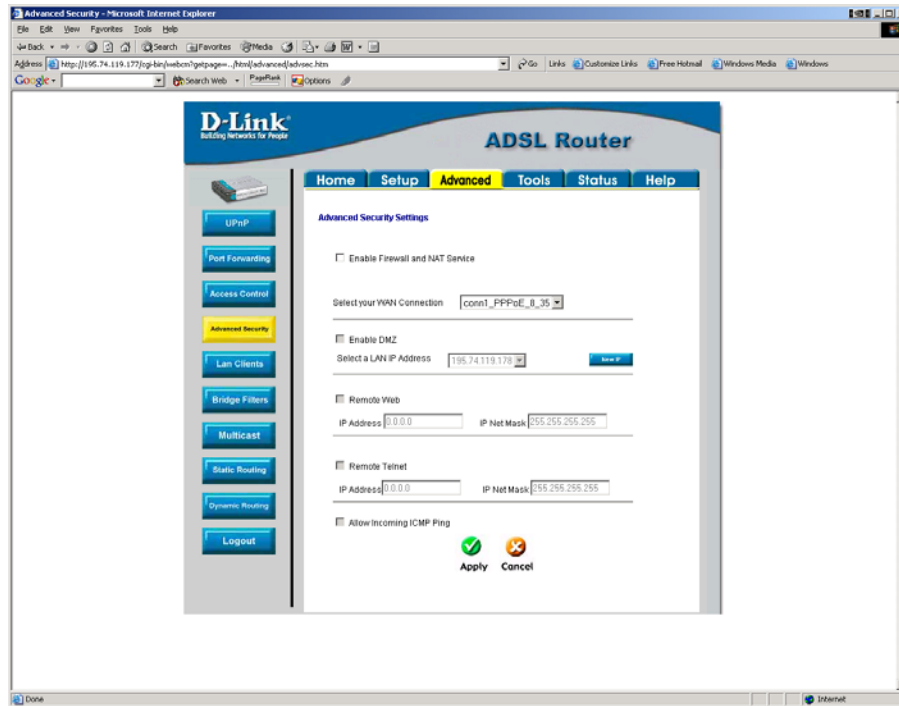 Advanced Security - Microsoft Internet Explorer
File Edit View Favorites Tools Help
Back Search Favorites Media
Address http://195.74.119.177/cgi-bin/webcm?getpage=../html/advanced/advsec.htm Go Links Customize Links Free Hotmail Windows Media Windows
Google Search Web PageRank Options
D-Link
Building Networks for People
ADSL Router
Home Setup Advanced Tools Status Help
UPnP
Port Forwarding
Access Control
Advanced Security
Lan Clients
Bridge Filters
Multicast
Static Routing
Dynamic Routing
Logout
Advanced Security Settings
Enable Firewall and NAT Service
Select your WAN Connection conn1_PPPoE_8_35
Enable DMZ
Select a LAN IP Address 195.74.119.178 New IP
Remote Web
IP Address 0.0.0.0 IP Net Mask 255.255.255.255
Remote Telnet
IP Address 0.0.0.0 IP Net Mask 255.255.255.255
Allow Incoming ICMP Ping
Apply Cancel
Done Internet